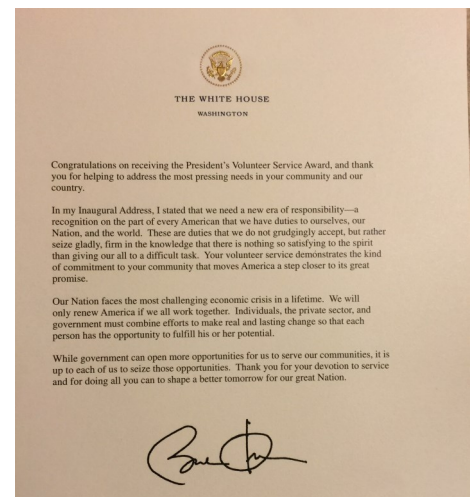 THE WHITE HOUSE
WASHINGTON
Congratulations on receiving the President's Volunteer Service Award, and thank
you for helping to address the most pressing needs in your community and our
country.
In my Inaugural Address, I stated that we need a new era of responsibility—a
recognition on the part of every American that we have duties to ourselves, our
Nation, and the world. These are duties that we do not grudgingly accept, but rather
seize gladly, firm in the knowledge that there is nothing so satisfying to the spirit
than giving our all to a difficult task. Your volunteer service demonstrates the kind
of commitment to your community that moves America a step closer to its great
promise.
Our Nation faces the most challenging economic crisis in a lifetime. We will
only renew America if we all work together. Individuals, the private sector, and
government must combine efforts to make real and lasting change so that each
person has the opportunity to fulfill his or her potential.
While government can open more opportunities for us to serve our communities, it is
up to each of us to seize those opportunities. Thank you for your devotion to service
and for doing all you can to shape a better tomorrow for our great Nation.